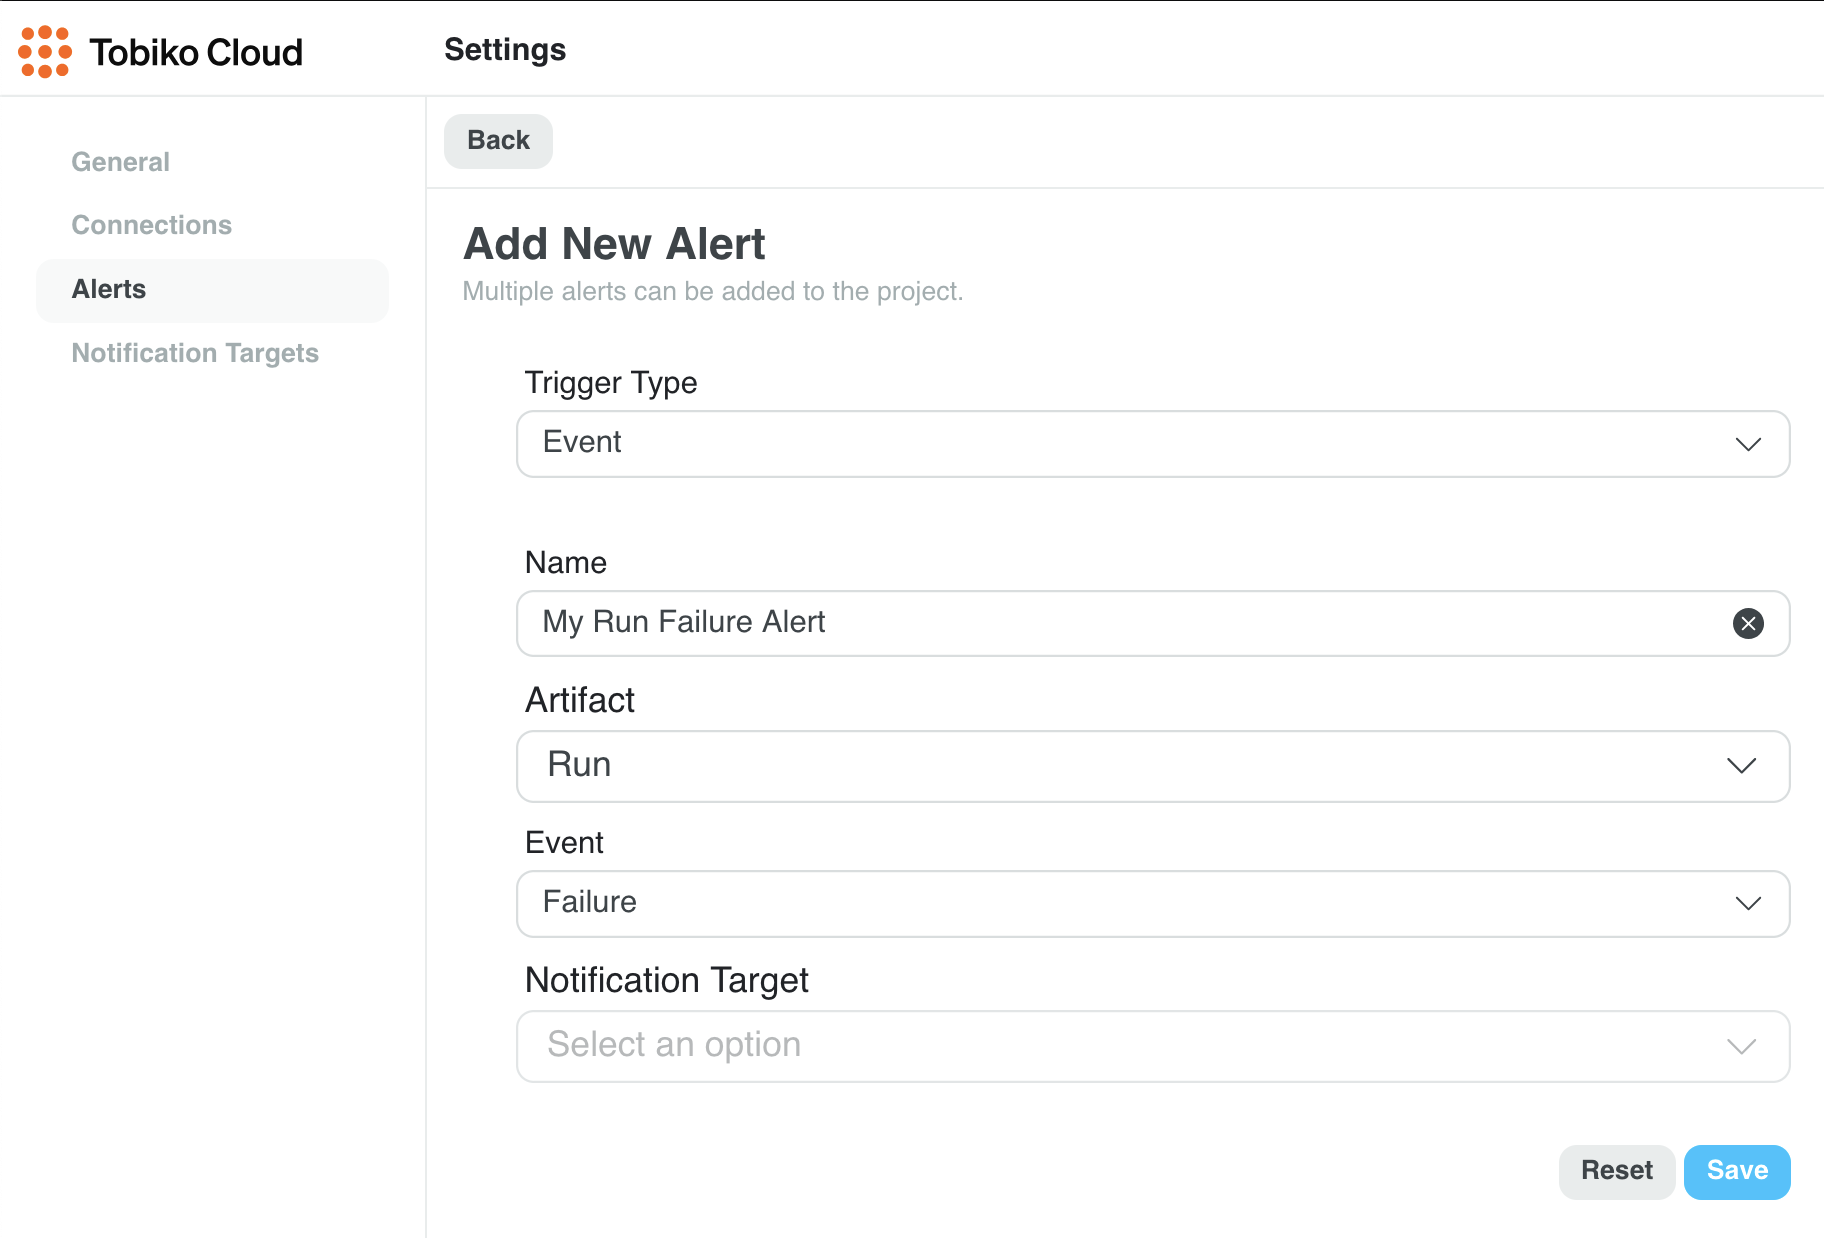 Tobiko Cloud
Settings
General
Connections
Alerts
Notification Targets
Back
Add New Alert
Multiple alerts can be added to the project.
Trigger Type
Event
Name
My Run Failure Alert
Artifact
Run
Event
Failure
Notification Target
Select an option
Reset
Save